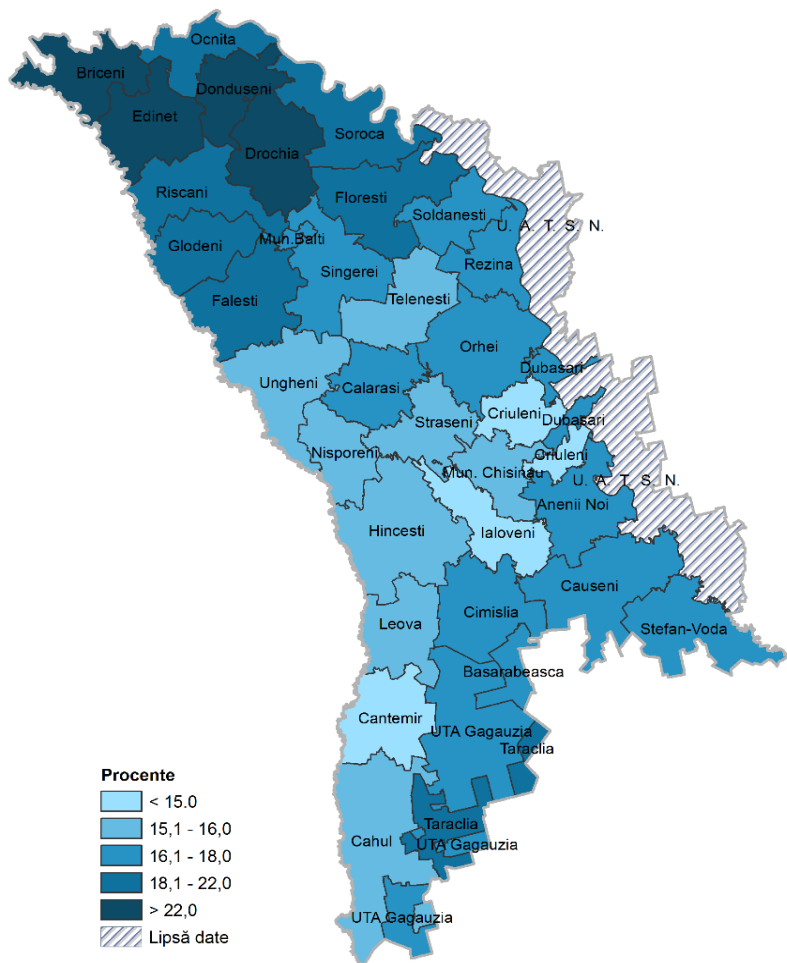 Ocnita
Briceni
Donduseni
Edinet
Soroca
Drochia
Riscani
Floresti
Soldanesti
U. A. T. S. N.
Mun.Balti
Glodeni
Rezina
Singerei
Telenesti
Falesti
Orhei
Dubasari
Ungheni
Calarasi
Criuleni
Dubasari
Straseni
Nisporeni
Criuleni
Mun. Chisinau
U. A. T. S. N.
Anenii Noi
Hincesti
Ialoveni
Causeni
Cimislia
Leova
Stefan-Voda
Basarabeasca
Cantemir
UTA Gagauzia
Taraclia
Taraclia
Cahul
UTA Gagauzia
UTA Gagauzia
Procente
< 15.0
15,1 - 16,0
16,1 - 18,0
18,1 - 22,0
> 22,0
Lipsă date